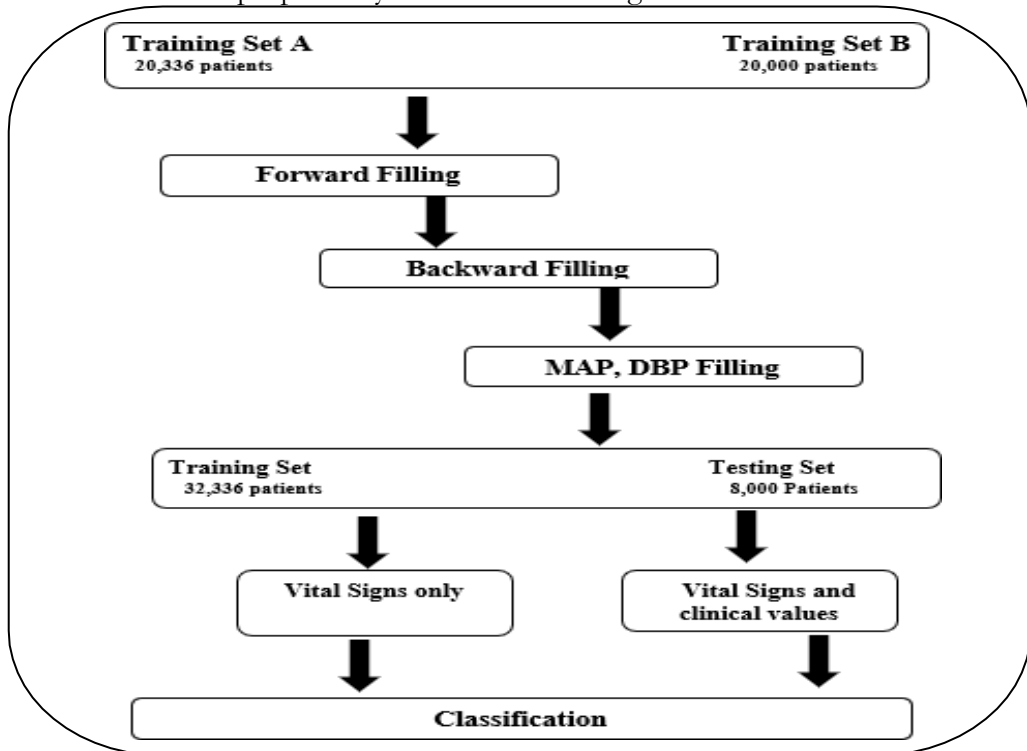 Training Set A Training Set B
20,336 patients 20,000 patients
Forward Filling
Backward Filling
MAP, DBP Filling
Training Set Testing Set
32,336 patients 8,000 Patients
Vital Signs only
Vital Signs and
clinical values
Classification